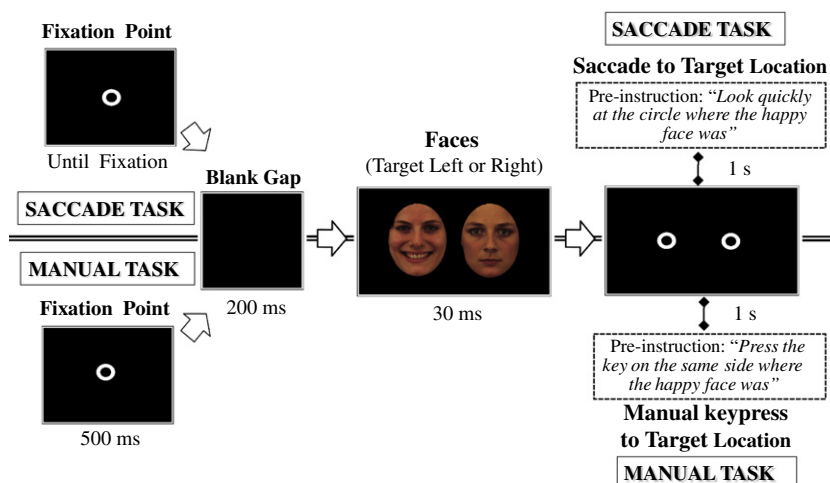 Fixation Point
Until Fixation
SACCADE TASK
MANUAL TASK
Fixation Point
500 ms
Blank Gap
200 ms
Faces
(Target Left or Right)
30 ms
SACCADE TASK
Saccade to Target Location
Pre-instruction: “Look quickly
at the circle where the happy
face was”
1 s
1 s
Pre-instruction: “Press the
key on the same side where
the happy face was”
Manual keypress
to Target Location
MANUAL TASK